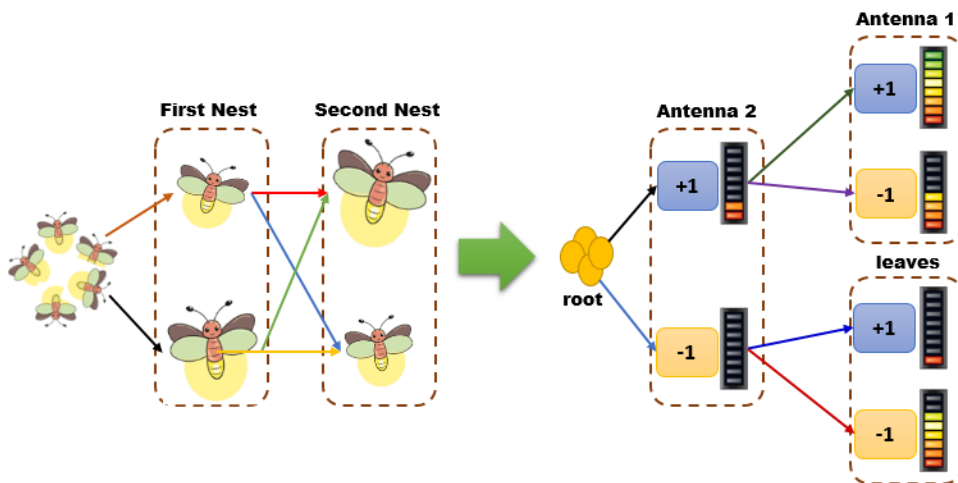 First Nest
Second Nest
root
Antenna 2
+1
-1
Antenna 1
+1
-1
leaves
+1
-1